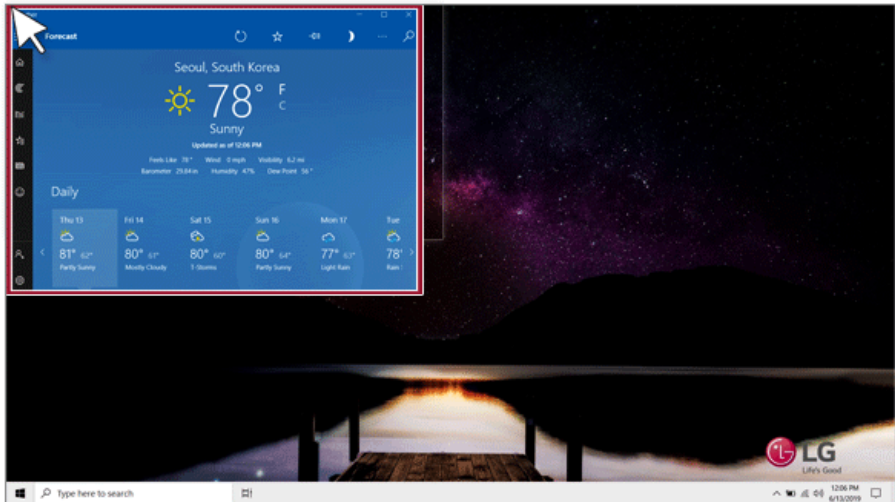 Forecast
Seoul, South Korea
78° F
C
Sunny
Updated as of 12:06 PM
Feels Like 78° Wind 0 mph Visibility 6.2 mi
Barometer 29.84 in Humidity 47% Dew Point 56°
Daily
Thu 13 Fri 14 Sat 15 Sun 16 Mon 17 Tue
81° 62° 80° 61° 80° 60° 80° 64° 77° 63° 78°
Partly Sunny Mostly Cloudy T-Storms Partly Sunny Light Rain Rain
LG
Life's Good
Type here to search
12:06 PM
6/13/2019